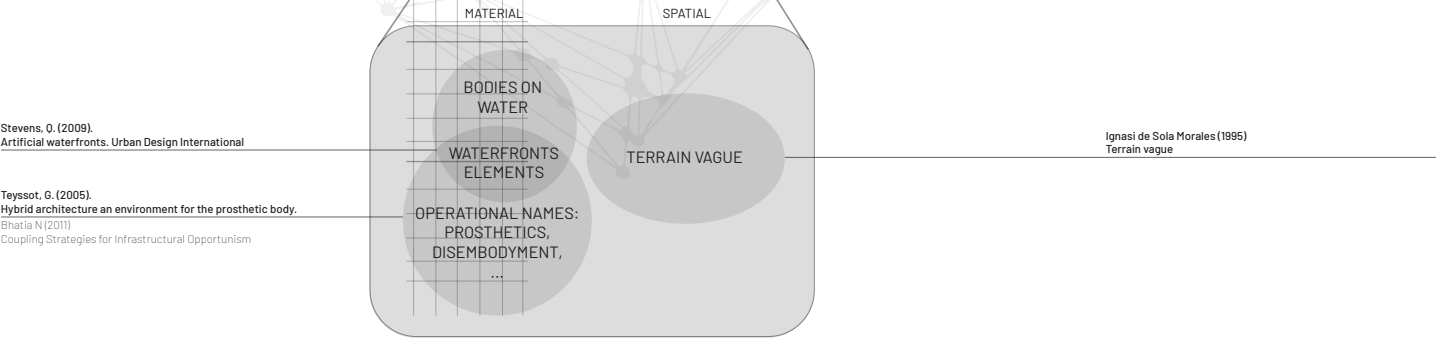 MATERIAL
SPATIAL
BODIES ON
WATER
Stevens, Q. (2009).
Artificial waterfronts. Urban Design International
WATERFRONTS
ELEMENTS
TERRAIN VAGUE
Ignasi de Sola Morales (1995)
Terrain vague
Teyssot, G. (2005).
Hybrid architecture an environment for the prosthetic body.
Bhatia N (2011)
Coupling Strategies for Infrastructural Opportunism
OPERATIONAL NAMES:
PROSTHETICS,
DISEMBODYMENT,
...